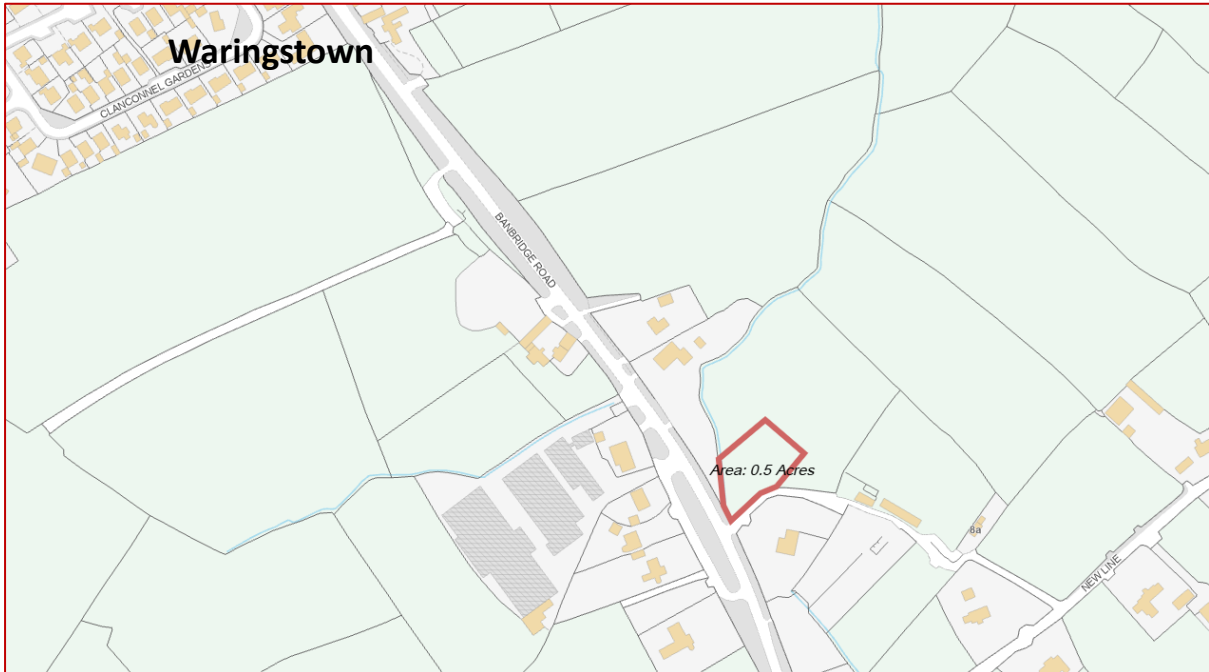 Waringstown
CLANCONNEL GARDENS
BANBRIDGE ROAD
Area: 0.5 Acres
8a
NEW LINE